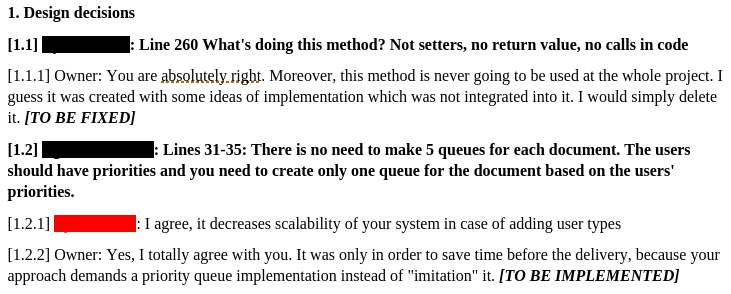 1. Design decisions
[1.1] : Line 260 What's doing this method? Not setters, no return value, no calls in code
[1.1.1] Owner: You are absolutely right. Moreover, this method is never going to be used at the whole project. I
guess it was created with some ideas of implementation which was not integrated into it. I would simply delete
it. [TO BE FIXED]
[1.2] : Lines 31-35: There is no need to make 5 queues for each document. The users
should have priorities and you need to create only one queue for the document based on the users'
priorities.
[1.2.1] : I agree, it decreases scalability of your system in case of adding user types
[1.2.2] Owner: Yes, I totally agree with you. It was only in order to save time before the delivery, because your
approach demands a priority queue implementation instead of "imitation" it. [TO BE IMPLEMENTED]